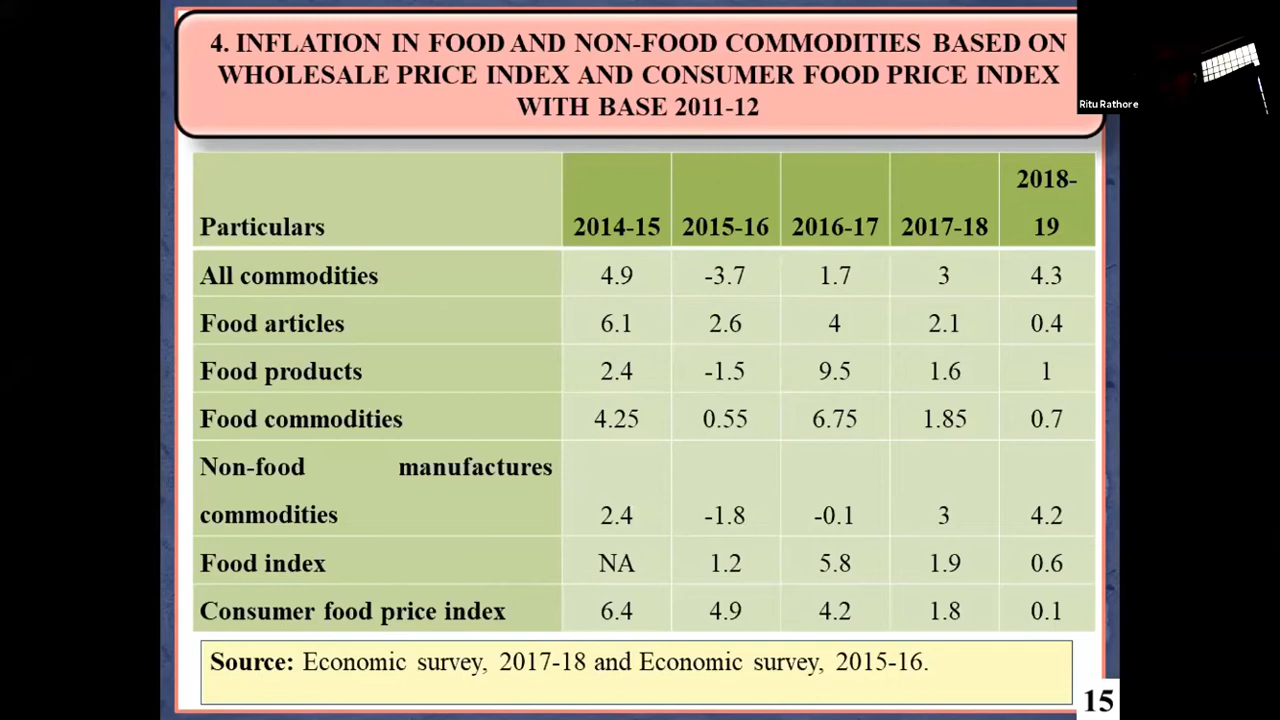 4. INFLATION IN FOOD AND NON-FOOD COMMODITIES BASED ON
WHOLESALE PRICE INDEX AND CONSUMER FOOD PRICE INDEX
WITH BASE 2011-12
Ritu Rathore
Particulars 2014-15 2015-16 2016-17 2017-18 2018-
19
All commodities 4.9 -3.7 1.7 3 4.3
Food articles 6.1 2.6 4 2.1 0.4
Food products 2.4 -1.5 9.5 1.6 1
Food commodities 4.25 0.55 6.75 1.85 0.7
Non-food manufactures
commodities 2.4 -1.8 -0.1 3 4.2
Food index NA 1.2 5.8 1.9 0.6
Consumer food price index 6.4 4.9 4.2 1.8 0.1
Source: Economic survey, 2017-18 and Economic survey, 2015-16.
15